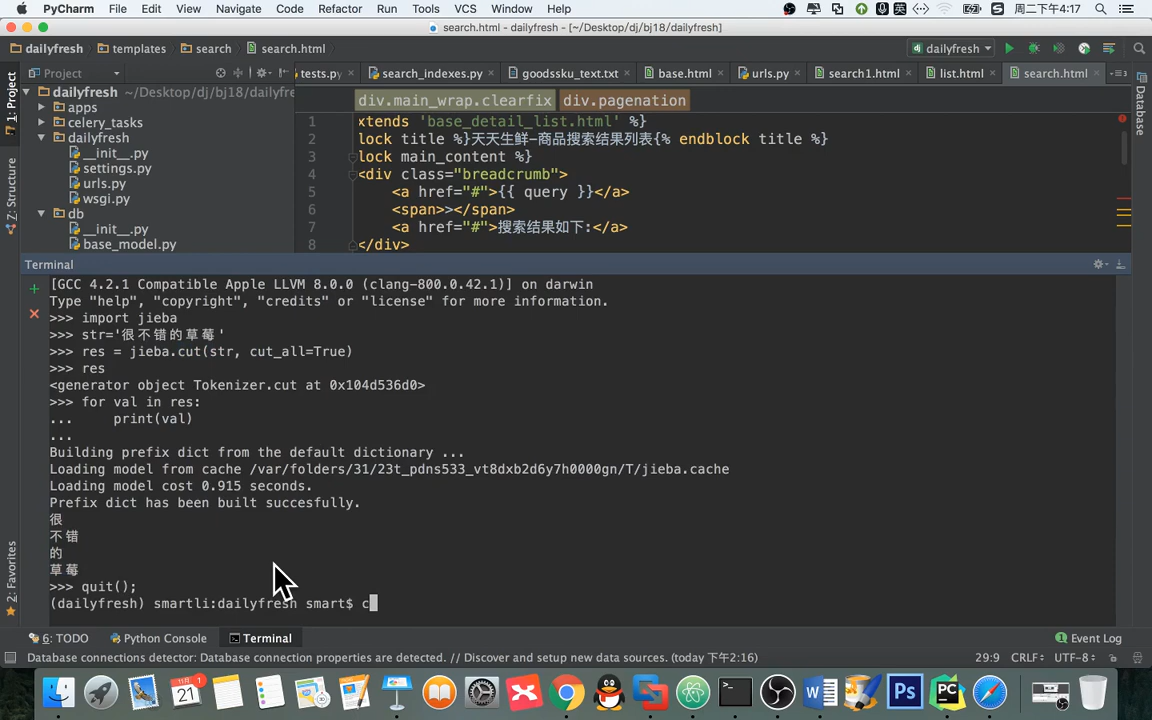 PyCharm File Edit View Navigate Code Refactor Run Tools VCS Window Help 英 周二下午4:17
search.html - dailyfresh - [~/Desktop/dj/bj18/dailyfresh]
dailyfresh templates search search.html dailyfresh
Project tests.py search_indexes.py goodssku_text.txt base.html urls.py search1.html list.html search.html
dailyfresh ~/Desktop/dj/bj18/dailyfre
apps
celery_tasks
dailyfresh
__init__.py
settings.py
urls.py
wsgi.py
db
__init__.py
base_model.py
1: Project
Z: Structure
2: Favorites
Database
div.main_wrap.clearfix div.pagenation
1 xtends 'base_detail_list.html' %}
2 lock title %}天天生鲜-商品搜索结果列表{% endblock title %}
3 lock main_content %}
4 <div class="breadcrumb">
5 <a href="#">{{ query }}</a>
6 <span>></span>
7 <a href="#">搜索结果如下:</a>
8 </div>
Terminal
[GCC 4.2.1 Compatible Apple LLVM 8.0.0 (clang-800.0.42.1)] on darwin
Type "help", "copyright", "credits" or "license" for more information.
>>> import jieba
>>> str='很不错的草莓'
>>> res = jieba.cut(str, cut_all=True)
>>> res
<generator object Tokenizer.cut at 0x104d536d0>
>>> for val in res:
... print(val)
...
Building prefix dict from the default dictionary ...
Loading model from cache /var/folders/31/23t_pdns533_vt8dxb2d6y7h0000gn/T/jieba.cache
Loading model cost 0.915 seconds.
Prefix dict has been built succesfully.
很
不错
的
草莓
>>> quit();
(dailyfresh) smartli:dailyfresh smart$ c
6: TODO Python Console Terminal 1 Event Log
Database connections detector: Database connection properties are detected. // Discover and setup new data sources. (today 下午2:16) 29:9 CRLF÷ UTF-8÷
11月 21 1 W Ps PC